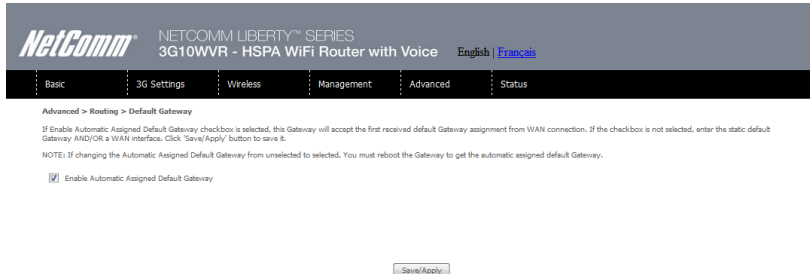 NetComm® NETCOMM LIBERTY™ SERIES
3G10WVR - HSPA WiFi Router with Voice English | Français
Basic 3G Settings Wireless Management Advanced Status
Advanced > Routing > Default Gateway
If Enable Automatic Assigned Default Gateway checkbox is selected, this Gateway will accept the first received default Gateway assignment from WAN connection. If the checkbox is not selected, enter the static default
Gateway AND/OR a WAN interface. Click 'Save/Apply' button to save it.
NOTE: If changing the Automatic Assigned Default Gateway from unselected to selected, You must reboot the Gateway to get the automatic assigned default Gateway.
Enable Automatic Assigned Default Gateway
Save/Apply